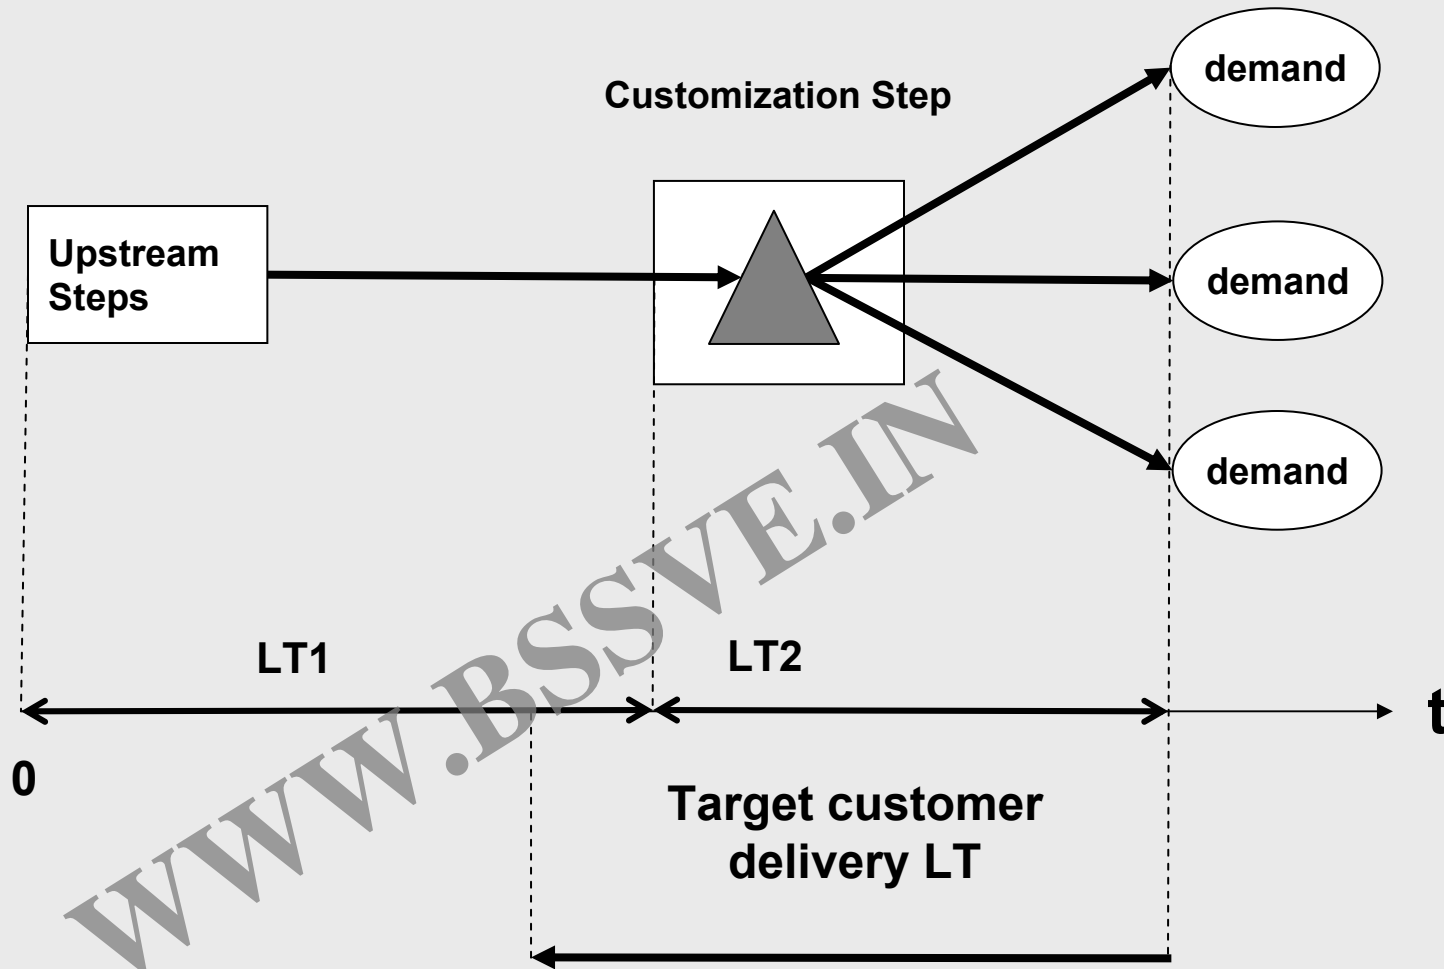 demand
Customization Step
Upstream
Steps
demand
demand
LT1
LT2
t
0
Target customer
delivery LT
WWW.BSSVE.IN